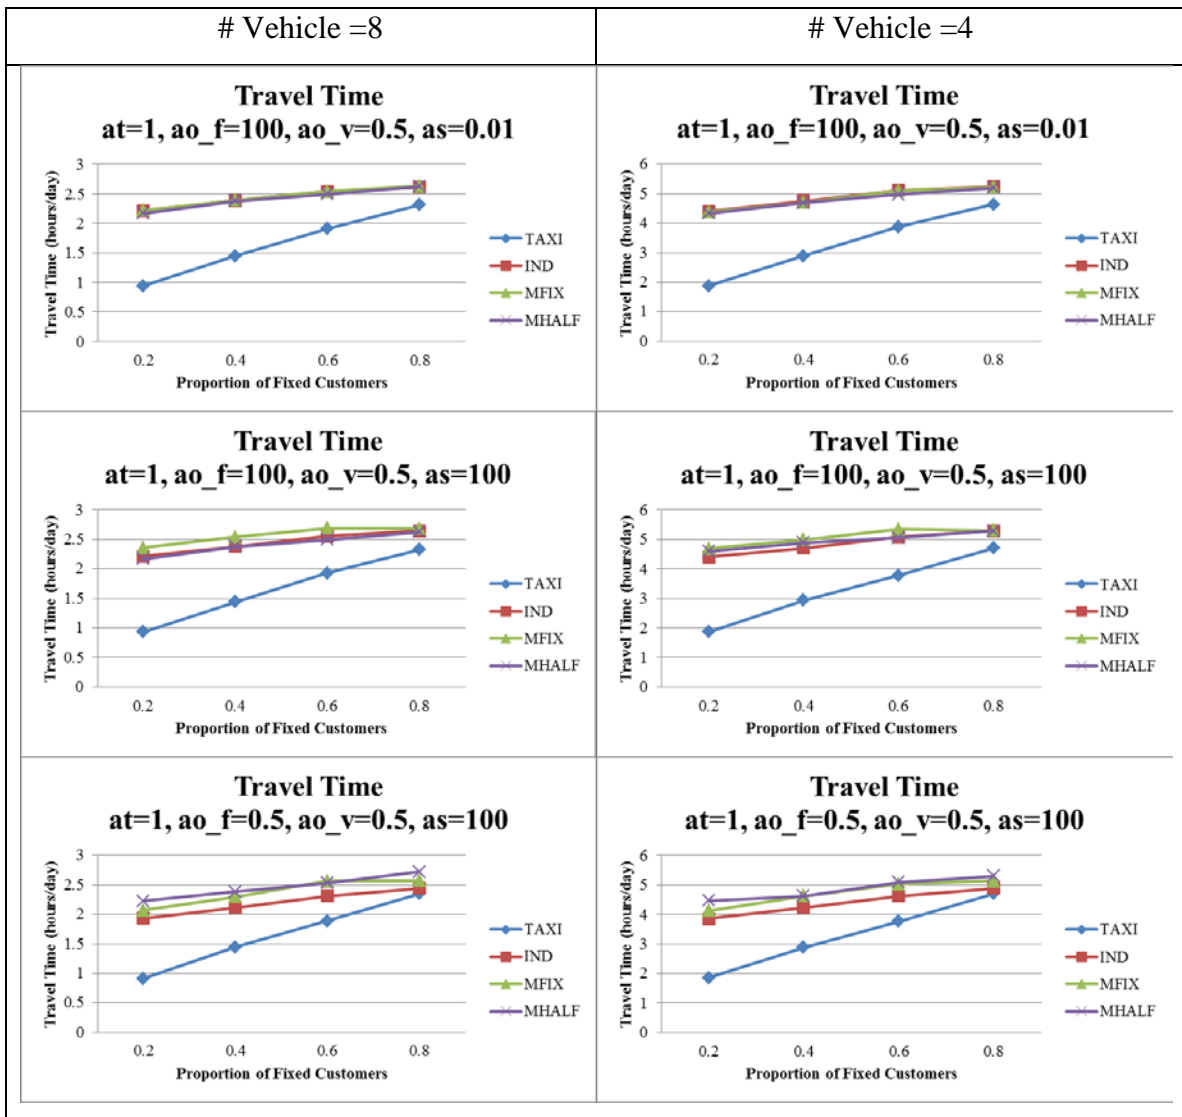 # Vehicle =8
# Vehicle =4
Travel Time
at=1, ao_f=100, ao_v=0.5, as=0.01
Travel Time (hours/day)
3
2.5
2
1.5
1
0.5
0
0.2 0.4 0.6 0.8
Proportion of Fixed Customers
TAXI
IND
MFIX
MHALF
Travel Time
at=1, ao_f=100, ao_v=0.5, as=0.01
Travel Time (hours/day)
6
5
4
3
2
1
0
0.2 0.4 0.6 0.8
Proportion of Fixed Customers
TAXI
IND
MFIX
MHALF
Travel Time
at=1, ao_f=100, ao_v=0.5, as=100
Travel Time (hours/day)
3
2.5
2
1.5
1
0.5
0
0.2 0.4 0.6 0.8
Proportion of Fixed Customers
TAXI
IND
MFIX
MHALF
Travel Time
at=1, ao_f=100, ao_v=0.5, as=100
Travel Time (hours/day)
6
5
4
3
2
1
0
0.2 0.4 0.6 0.8
Proportion of Fixed Customers
TAXI
IND
MFIX
MHALF
Travel Time
at=1, ao_f=0.5, ao_v=0.5, as=100
Travel Time (hours/day)
3
2.5
2
1.5
1
0.5
0
0.2 0.4 0.6 0.8
Proportion of Fixed Customers
TAXI
IND
MFIX
MHALF
Travel Time
at=1, ao_f=0.5, ao_v=0.5, as=100
Travel Time (hours/day)
6
5
4
3
2
1
0
0.2 0.4 0.6 0.8
Proportion of Fixed Customers
TAXI
IND
MFIX
MHALF